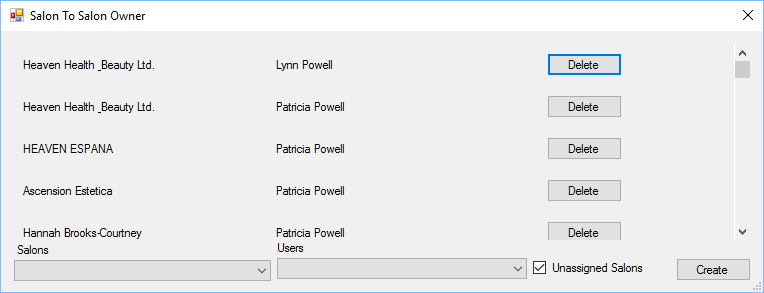 Salon To Salon Owner
Heaven Health _Beauty Ltd. Lynn Powell Delete
Heaven Health _Beauty Ltd. Patricia Powell Delete
HEAVEN ESPANA Patricia Powell Delete
Ascension Estetica Patricia Powell Delete
Hannah Brooks-Courtney Patricia Powell Delete
Salons Users
Unassigned Salons Create